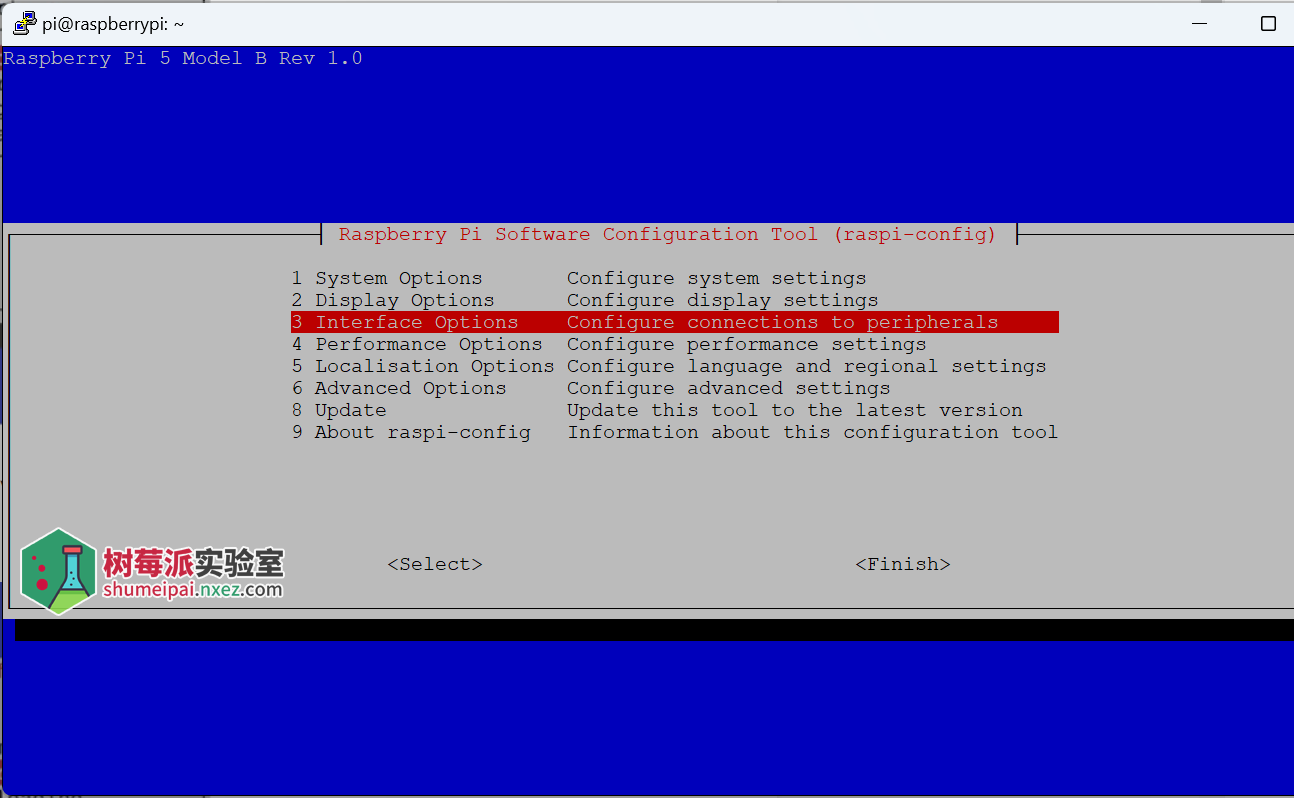 pi@raspberrypi: ~
Raspberry Pi 5 Model B Rev 1.0
Raspberry Pi Software Configuration Tool (raspi-config)
1 System Options Configure system settings
2 Display Options Configure display settings
3 Interface Options Configure connections to peripherals
4 Performance Options Configure performance settings
5 Localisation Options Configure language and regional settings
6 Advanced Options Configure advanced settings
8 Update Update this tool to the latest version
9 About raspi-config Information about this configuration tool
<Select> <Finish>
树莓派实验室
shumeipai.nxez.com